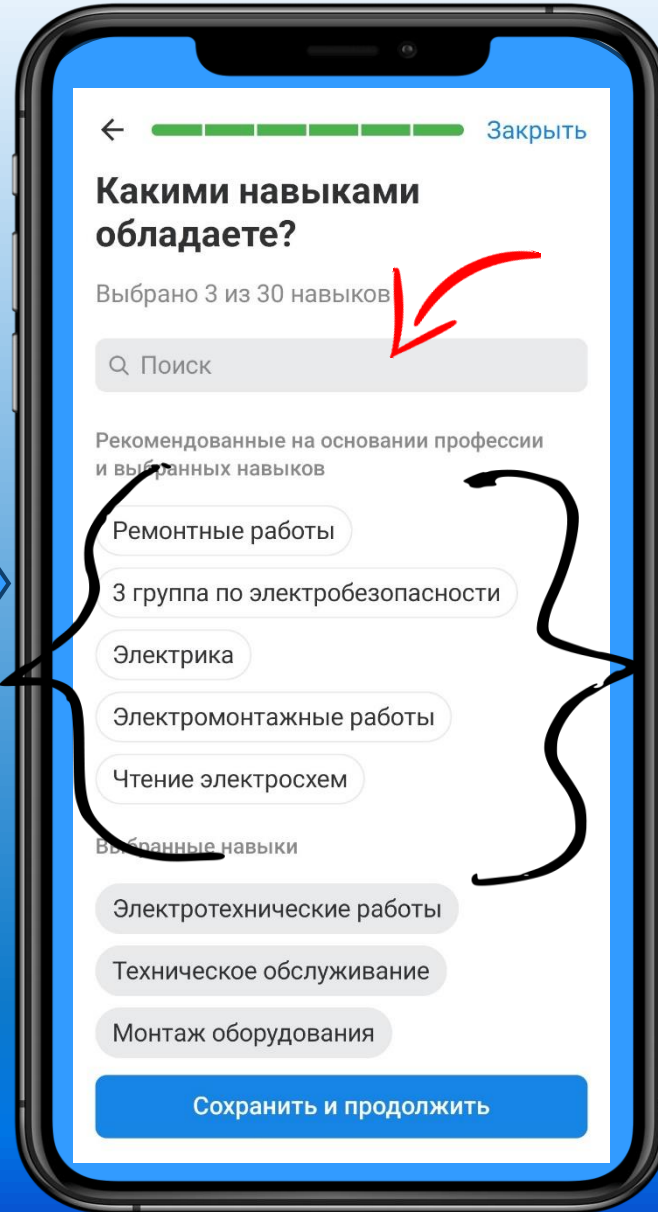 Закрыть
Какими навыками
обладаете?
Выбрано 3 из 30 навыков
Поиск
Рекомендованные на основании профессии
и выбранных навыков
Ремонтные работы
3 группа по электробезопасности
Электрика
Электромонтажные работы
Чтение электросхем
Выбранные навыки
Электротехнические работы
Техническое обслуживание
Монтаж оборудования
Сохранить и продолжить